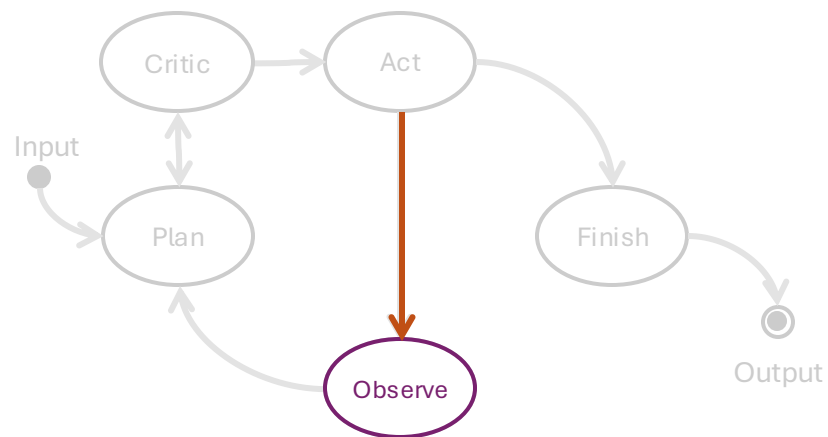 Critic
Act
Input
Plan
Finish
Observe
Output